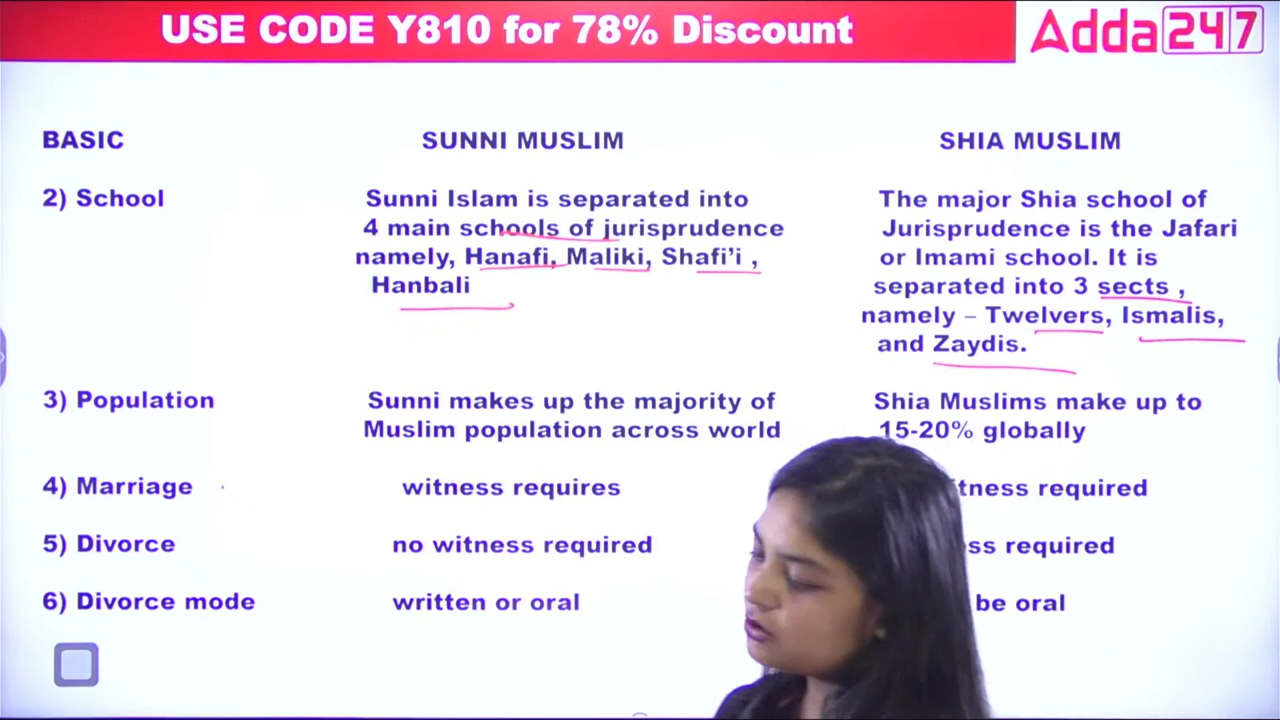 USE CODE Y810 for 78% Discount
Adda247
BASIC SUNNI MUSLIM SHIA MUSLIM
2) School
Sunni Islam is separated into
4 main schools of jurisprudence
namely, Hanafi, Maliki, Shafi’i ,
Hanbali
The major Shia school of
Jurisprudence is the Jafari
or Imami school. It is
separated into 3 sects ,
namely – Twelvers, Ismalis,
and Zaydis.
3) Population
Sunni makes up the majority of
Muslim population across world
Shia Muslims make up to
15-20% globally
4) Marriage witness requires required
5) Divorce no witness required required
6) Divorce mode written or oral be oral